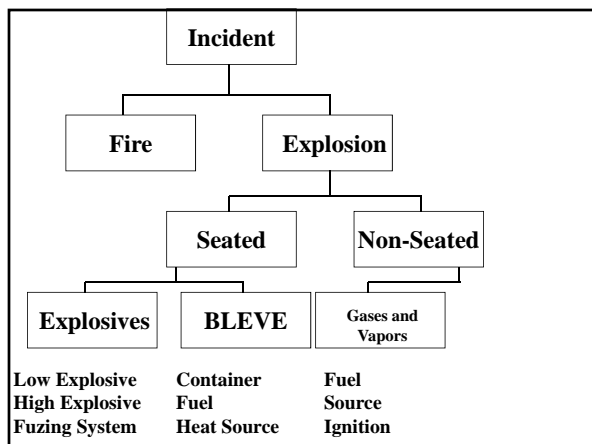 Incident
Fire Explosion
Seated Non-Seated
Explosives BLEVE Gases and
Vapors
Low Explosive Container Fuel
High Explosive Fuel Source
Fuzing System Heat Source Ignition